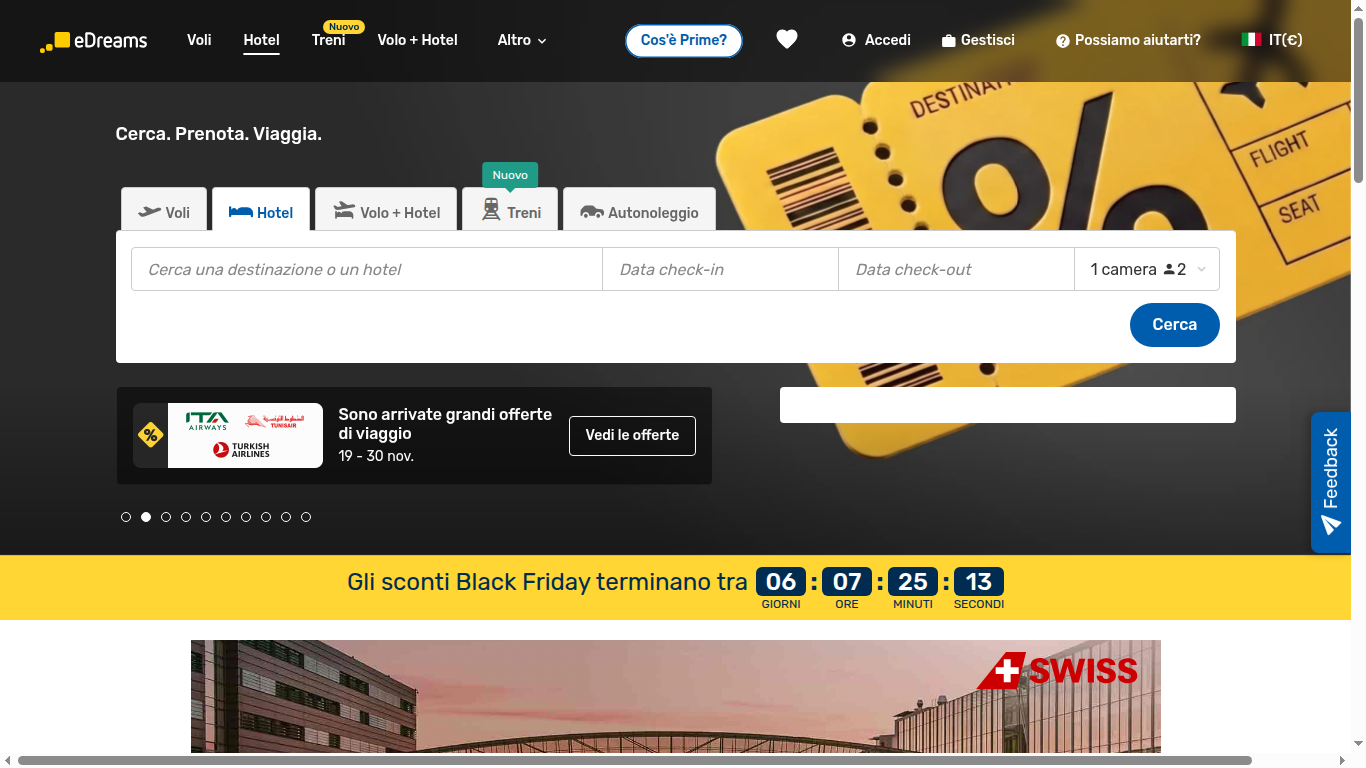 eDreams
Voli
Hotel
Nuovo
Treni
Volo + Hotel
Altro
Cos'è Prime?
Accedi
Gestisci
Possiamo aiutarti?
IT(€)
DESTINAT
%
FLIGHT
SEAT
Cerca. Prenota. Viaggia.
Nuovo
Voli
Hotel
Volo + Hotel
Treni
Autonoleggio
Cerca una destinazione o un hotel
Data check-in
Data check-out
1 camera 2
Cerca
%
ITA
AIRWAYS
الخطوط التونسية
TUNISAIR
TURKISH
AIRLINES
Sono arrivate grandi offerte
di viaggio
19 - 30 nov.
Vedi le offerte
Feedback
Gli sconti Black Friday terminano tra 06 : 07 : 25 : 13
GIORNI ORE MINUTI SECONDI
SWISS